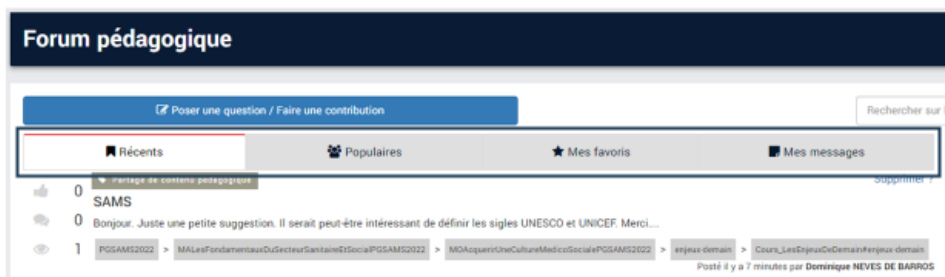 Forum pédagogique
Poser une question / Faire une contribution
Rechercher sur
Récents Populaires Mes favoris Mes messages
Partage de contenu pédagogique
Supprimer ?
0
SAMS
0 Bonjour. Juste une petite suggestion. Il serait peut-être intéressant de définir les sigles UNESCO et UNICEF. Merci....
1 PGSAMS2022 > MALesFondamentauxDuSecteurSanitaireEtSocialPGSAMS2022 > MOAcquerirUneCultureMedicoSocialePGSAMS2022 > enjeux-demain > Cours_LesEnjeuxDeDemain#enjeux-demain
Posté il y a 7 minutes par Dominique NEVES DE BARROS